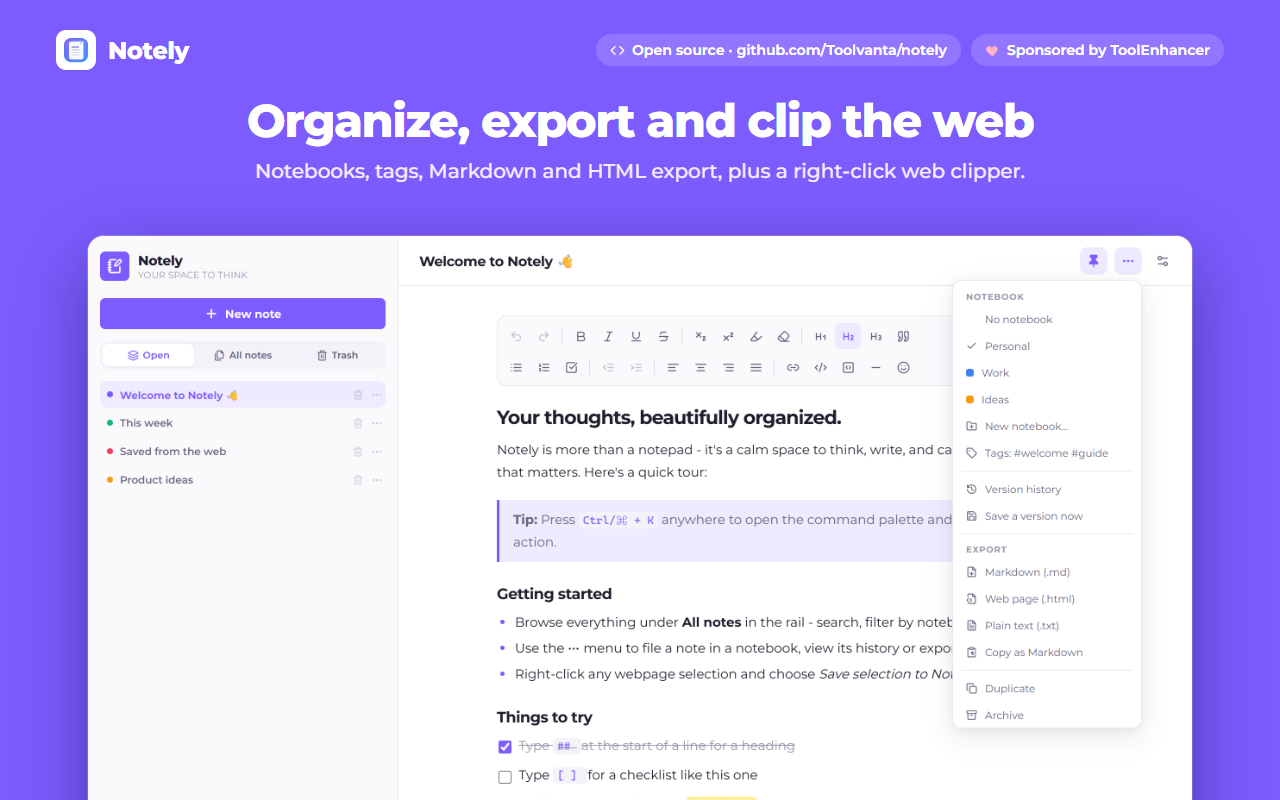 Notely
Open source · github.com/Toolvanta/notely
Sponsored by ToolEnhancer
Organize, export and clip the web
Notebooks, tags, Markdown and HTML export, plus a right-click web clipper.
Notely
YOUR SPACE TO THINK
New note
Open
All notes
Trash
Welcome to Notely 👋
This week
Saved from the web
Product ideas
Welcome to Notely 👋
B I U S X₂ x² H1 H2 H3
Your thoughts, beautifully organized.
Notely is more than a notepad - it's a calm space to think, write, and ca
that matters. Here's a quick tour:
Tip: Press Ctrl/⌘ + K anywhere to open the command palette and
action.
Getting started
• Browse everything under All notes in the rail - search, filter by noteb
• Use the ··· menu to file a note in a notebook, view its history or expo
• Right-click any webpage selection and choose Save selection to Not
Things to try
Type ##_ at the start of a line for a heading
Type [ ] for a checklist like this one
NOTEBOOK
No notebook
Personal
Work
Ideas
New notebook...
Tags: #welcome #guide
Version history
Save a version now
EXPORT
Markdown (.md)
Web page (.html)
Plain text (.txt)
Copy as Markdown
Duplicate
Archive